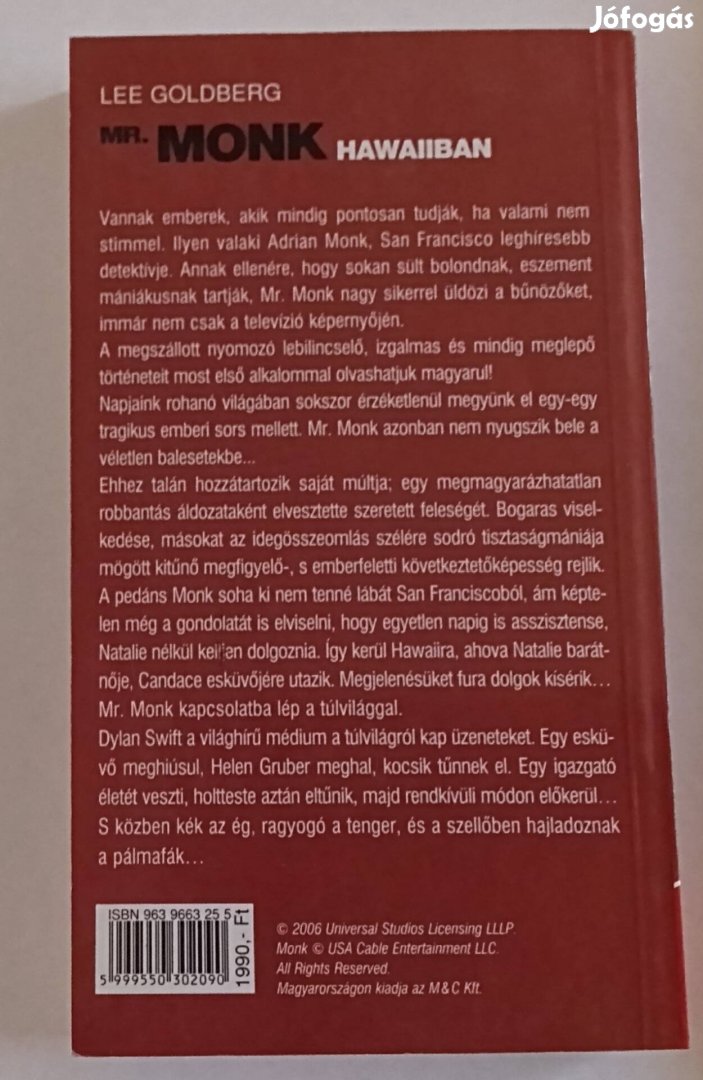 Jófogás
LEE GOLDBERG
MR. MONK HAWAIIBAN
Vannak emberek, akik mindig pontosan tudják, ha valami nem
stimmel. Ilyen valaki Adrian Monk, San Francisco leghíresebb
detektívje. Annak ellenére, hogy sokan sült bolondnak, eszement
mániákusnak tartják, Mr. Monk nagy sikerrel üldözi a bűnözőket,
immár nem csak a televízió képernyőjén.
A megszállott nyomozó lebilincselő, izgalmas és mindig meglepő
történeteit most első alkalommal olvashatjuk magyarul!
Napjaink rohanó világában sokszor érzéketlenül megyünk el egy-egy
tragikus emberi sors mellett. Mr. Monk azonban nem nyugszik bele a
véletlen balesetekbe...
Ehhez talán hozzátartozik saját múltja; egy megmagyarázhatatlan
robbantás áldozataként elvesztette szeretett feleségét. Bogaras visel-
kedése, másokat az idegösszeomlás szélére sodró tisztaságmániája
mögött kitűnő megfigyelő-, s emberfeletti következtetőképesség rejlik.
A pedáns Monk soha ki nem tenné lábát San Franciscoból, ám képte-
len még a gondolatát is elviselni, hogy egyetlen napig is asszisztense,
Natalie nélkül kelljen dolgoznia. Így kerül Hawaiira, ahova Natalie barát-
nője, Candace esküvőjére utazik. Megjelenésüket fura dolgok kísérik...
Mr. Monk kapcsolatba lép a túlvilággal.
Dylan Swift a világhírű médium a túlvilágról kap üzeneteket. Egy eskü-
vő meghiúsul, Helen Gruber meghal, kocsik tűnnek el. Egy igazgató
életét veszti, holtteste aztán eltűnik, majd rendkívüli módon előkerül...
S közben kék az ég, ragyogó a tenger, és a szellőben hajladoznak
a pálmafák...
ISBN 963 9663 25 5
5 999550 302090
1990,- Ft
© 2006 Universal Studios Licensing LLLP.
Monk © USA Cable Entertainment LLC.
All Rights Reserved.
Magyarországon kiadja az M&C Kft.